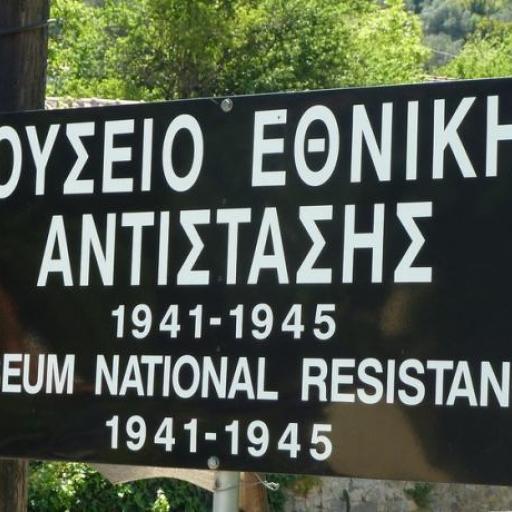 ΟΥΣΕΙΟ ΕΘΝΙΚΗ
ΑΝΤΙΣΤΑΣΗΣ
1941-1945
EUM NATIONAL RESISTAN
1941-1945